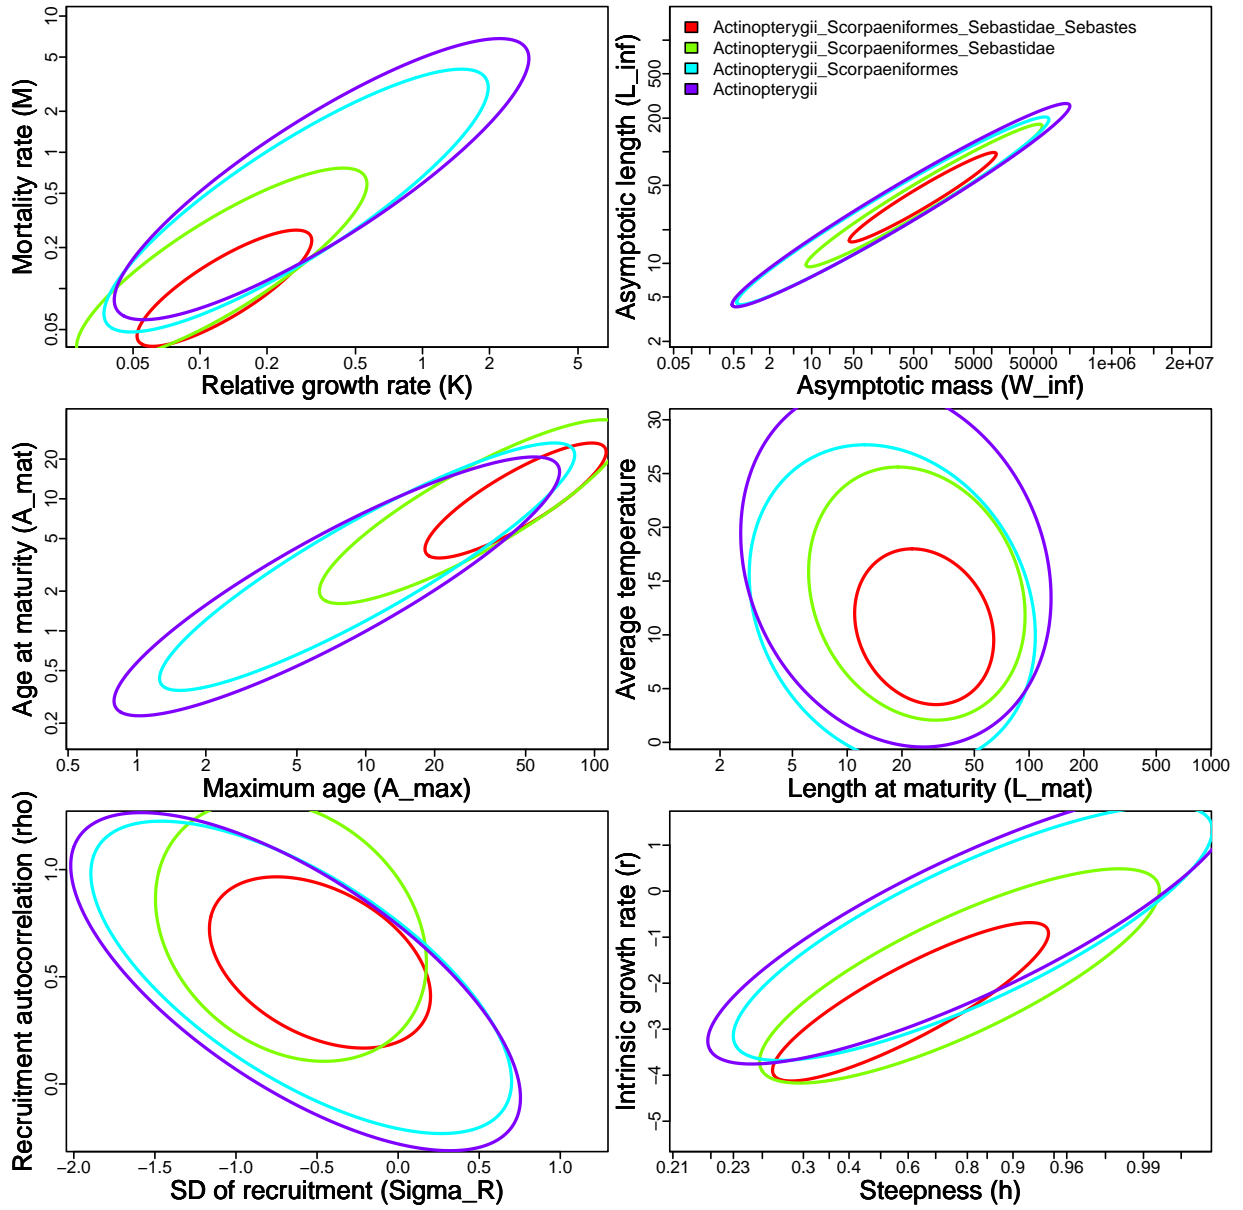 Mortality rate (M)
0.05 0.2 0.5 1 2 5 10
0.05 0.1 0.2 0.5 1 2 5
Relative growth rate (K)
Actinopterygii_Scorpaeniformes_Sebastidae_Sebastes
Actinopterygii_Scorpaeniformes_Sebastidae
Actinopterygii_Scorpaeniformes
Actinopterygii
Asymptotic length (L_inf)
2 5 10 50 200 500
0.05 0.5 2 10 50 500 5000 50000 1e+06 2e+07
Asymptotic mass (W_inf)
Age at maturity (A_mat)
0.2 0.5 1 2 5 10 20
0.5 1 2 5 10 20 50 100
Maximum age (A_max)
Average temperature
0 5 10 15 20 25 30
2 5 10 20 50 100 200 500 1000
Length at maturity (L_mat)
Recruitment autocorrelation (rho)
0.0 0.5 1.0
−2.0 −1.5 −1.0 −0.5 0.0 0.5 1.0
SD of recruitment (Sigma_R)
Intrinsic growth rate (r)
−5 −4 −3 −2 −1 0 1
0.21 0.23 0.3 0.4 0.6 0.8 0.9 0.96 0.99
Steepness (h)